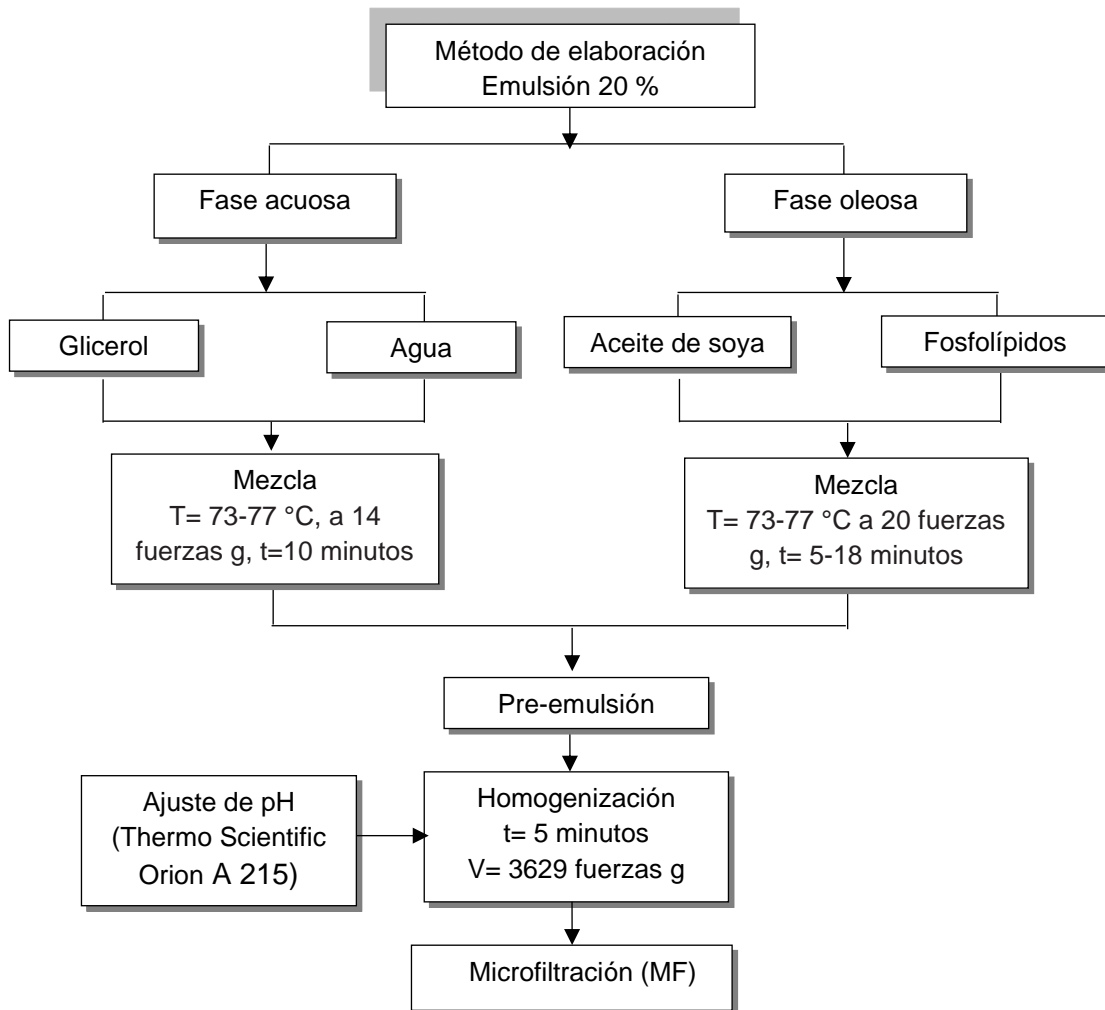 Método de elaboración
Emulsión 20 %
Fase acuosa
Fase oleosa
Glicerol
Agua
Aceite de soya
Fosfolípidos
Mezcla
T= 73-77 °C, a 14
fuerzas g, t=10 minutos
Mezcla
T= 73-77 °C a 20 fuerzas
g, t= 5-18 minutos
Pre-emulsión
Ajuste de pH
(Thermo Scientific
Orion A 215)
Homogenización
t= 5 minutos
V= 3629 fuerzas g
Microfiltración (MF)